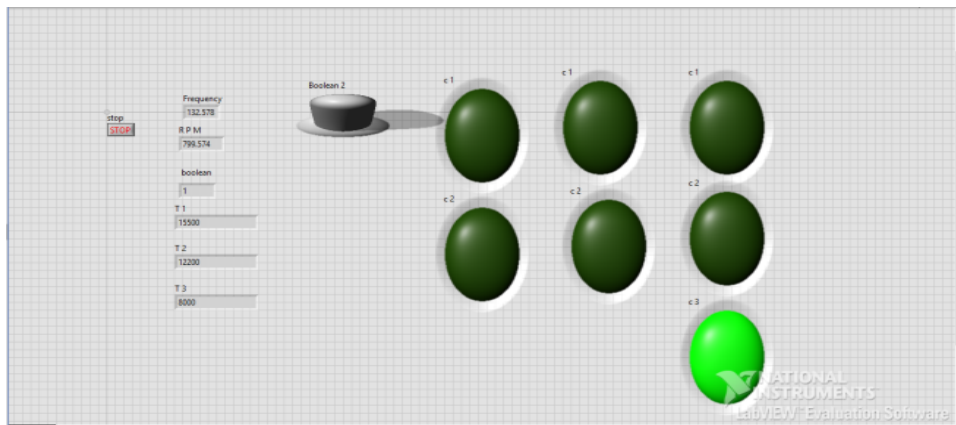 stop
STOP
Frequency
132.578
R P M
799.574
boolean
1
T 1
15500
T 2
12200
T 3
8000
Boolean 2
c 1
c 1
c 1
c 2
c 2
c 2
c 3
NATIONAL
INSTRUMENTS
LabVIEW™ Evaluation Software